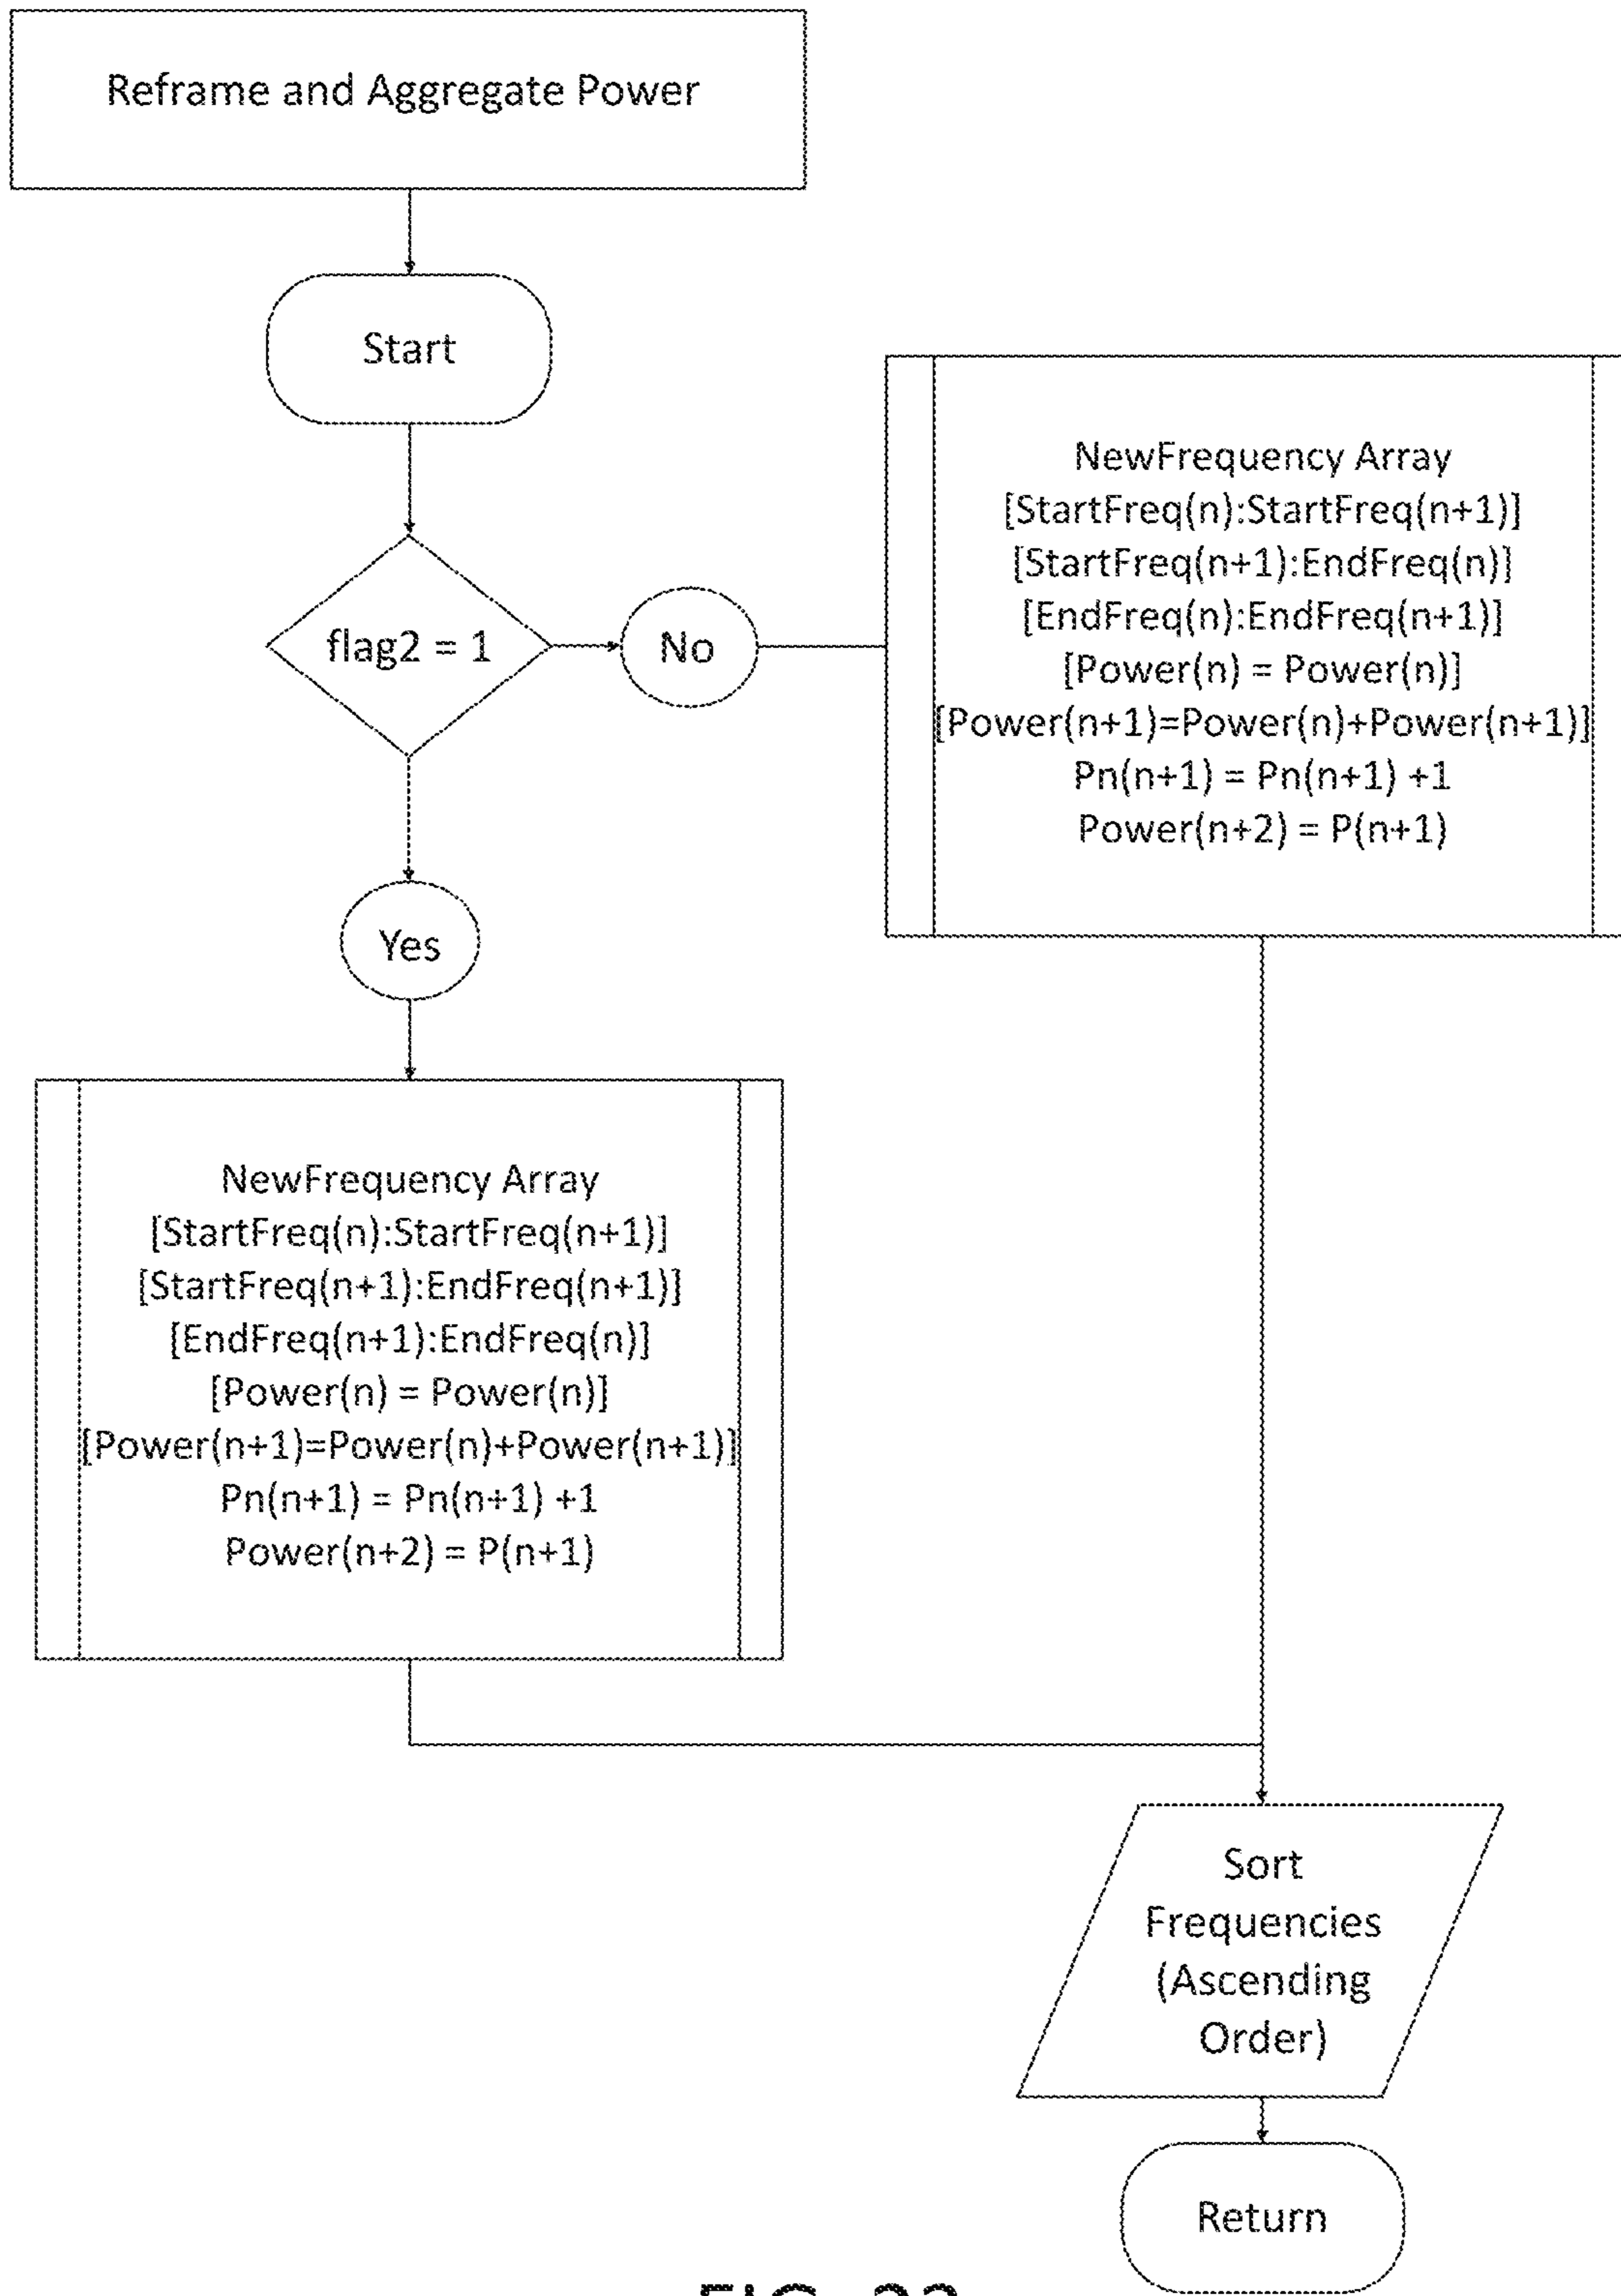 Reframe and Aggregate Power
Start
flag2 = 1
No
NewFrequency Array
[StartFreq(n):StartFreq(n+1)]
[StartFreq(n+1):EndFreq(n)]
[EndFreq(n):EndFreq(n+1)]
[Power(n) = Power(n)]
[Power(n+1)=Power(n)+Power(n+1)]
Pn(n+1) = Pn(n+1) +1
Power(n+2) = P(n+1)
Yes
NewFrequency Array
[StartFreq(n):StartFreq(n+1)]
[StartFreq(n+1):EndFreq(n+1)]
[EndFreq(n+1):EndFreq(n)]
[Power(n) = Power(n)]
[Power(n+1)=Power(n)+Power(n+1)]
Pn(n+1) = Pn(n+1) +1
Power(n+2) = P(n+1)
Sort
Frequencies
(Ascending
Order)
Return